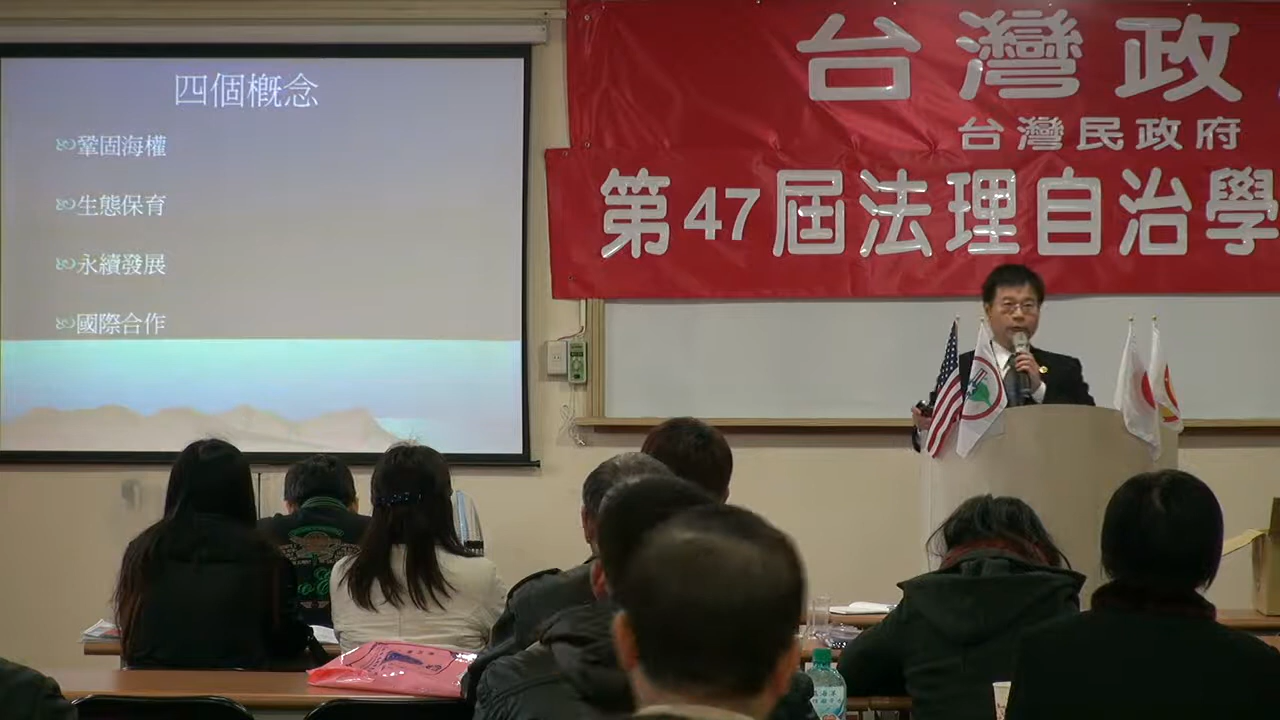 四個概念
鞏固海權
生態保育
永續發展
國際合作
台灣政
台灣民政府
第47屆法理自治學